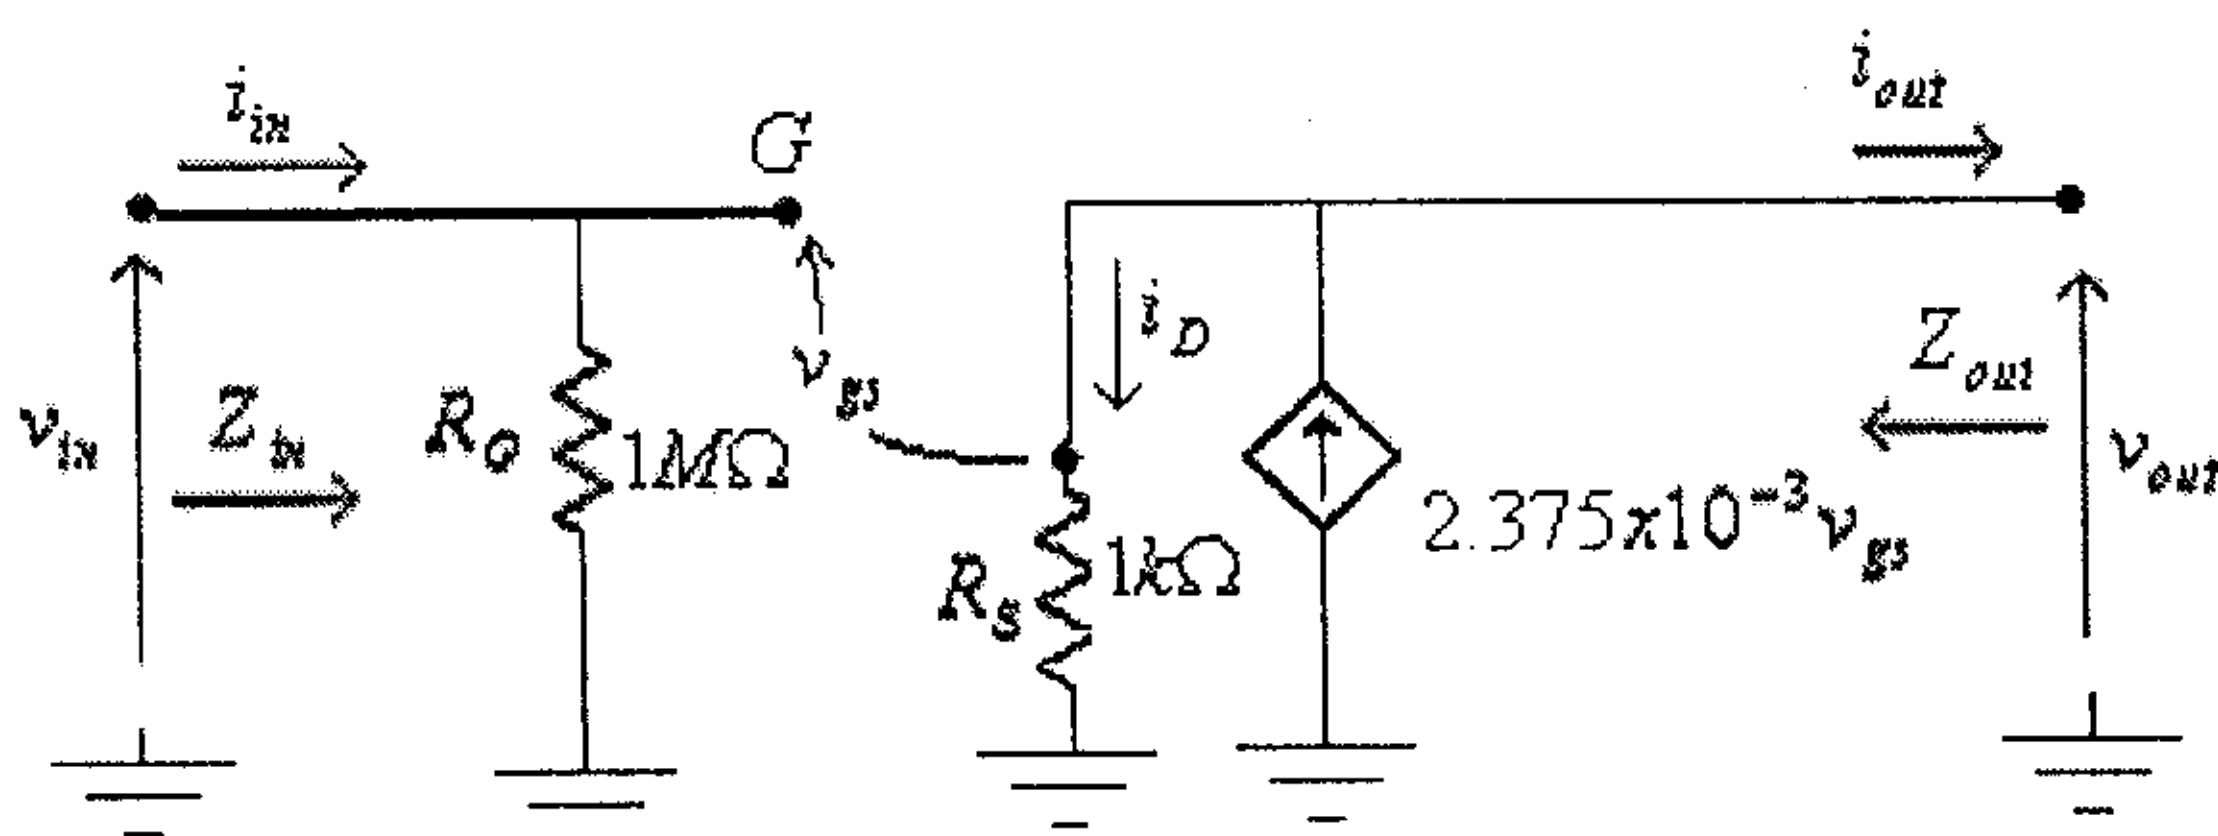 i_in
G
i_out
v_in
Z_in
R_G
1MΩ
v_gs
i_D
R_S
1kΩ
2.375x10^-3 v_gs
Z_out
v_out